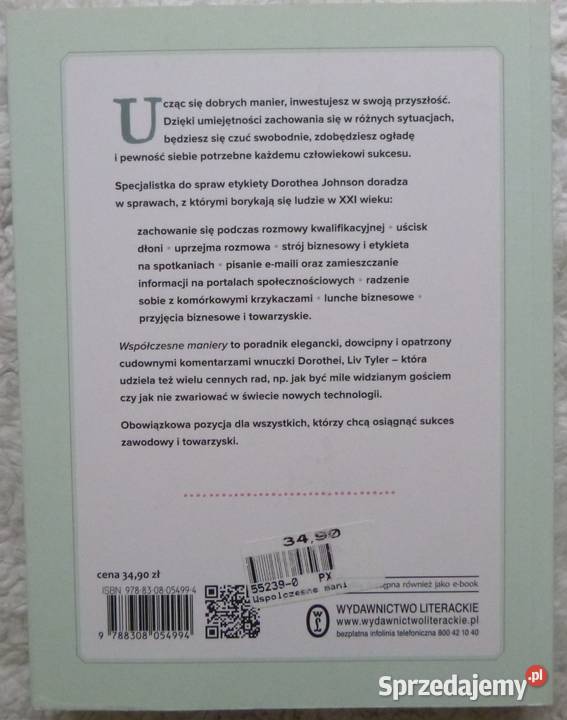 Ucząc się dobrych manier, inwestujesz w swoją przyszłość.
Dzięki umiejętności zachowania się w różnych sytuacjach,
będziesz się czuć swobodnie, zdobędziesz ogładę
i pewność siebie potrzebne każdemu człowiekowi sukcesu.
Specjalistka do spraw etykiety Dorothea Johnson doradza
w sprawach, z którymi borykają się ludzie w XXI wieku:
zachowanie się podczas rozmowy kwalifikacyjnej • uścisk
dłoni • uprzejma rozmowa • strój biznesowy i etykieta
na spotkaniach • pisanie e-maili oraz zamieszczanie
informacji na portalach społecznościowych • radzenie
sobie z komórkowymi krzykaczami • lunche biznesowe •
przyjęcia biznesowe i towarzyskie.
Współczesne maniery to poradnik elegancki, dowcipny i opatrzony
cudownymi komentarzami wnuczki Dorothei, Liv Tyler – która
udziela też wielu cennych rad, np. jak być mile widzianym gościem
czy jak nie zwariować w świecie nowych technologii.
Obowiązkowa pozycja dla wszystkich, którzy chcą osiągnąć sukces
zawodowy i towarzyski.
34,90
55239-0 PX
Wspolczesne mani
cena 34,90 zł
ISBN 978-83-08-05499-4
9 788308 054994
również jako e-book
WL
WYDAWNICTWO LITERACKIE
www.wydawnictwoliterackie.pl
bezpłatna infolinia telefoniczna 800 42 10 40
Sprzedajemy.pl